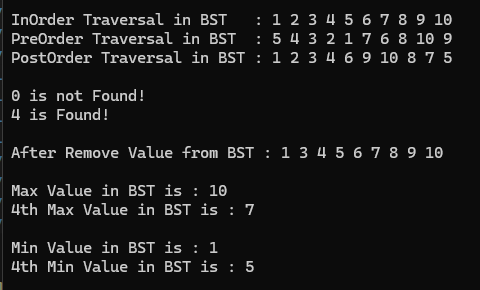 InOrder Traversal in BST   : 1 2 3 4 5 6 7 8 9 10
PreOrder Traversal in BST  : 5 4 3 2 1 7 6 8 10 9
PostOrder Traversal in BST : 1 2 3 4 6 9 10 8 7 5
0 is not Found!
4 is Found!
After Remove Value from BST : 1 3 4 5 6 7 8 9 10
Max Value in BST is : 10
4th Max Value in BST is : 7
Min Value in BST is : 1
4th Min Value in BST is : 5